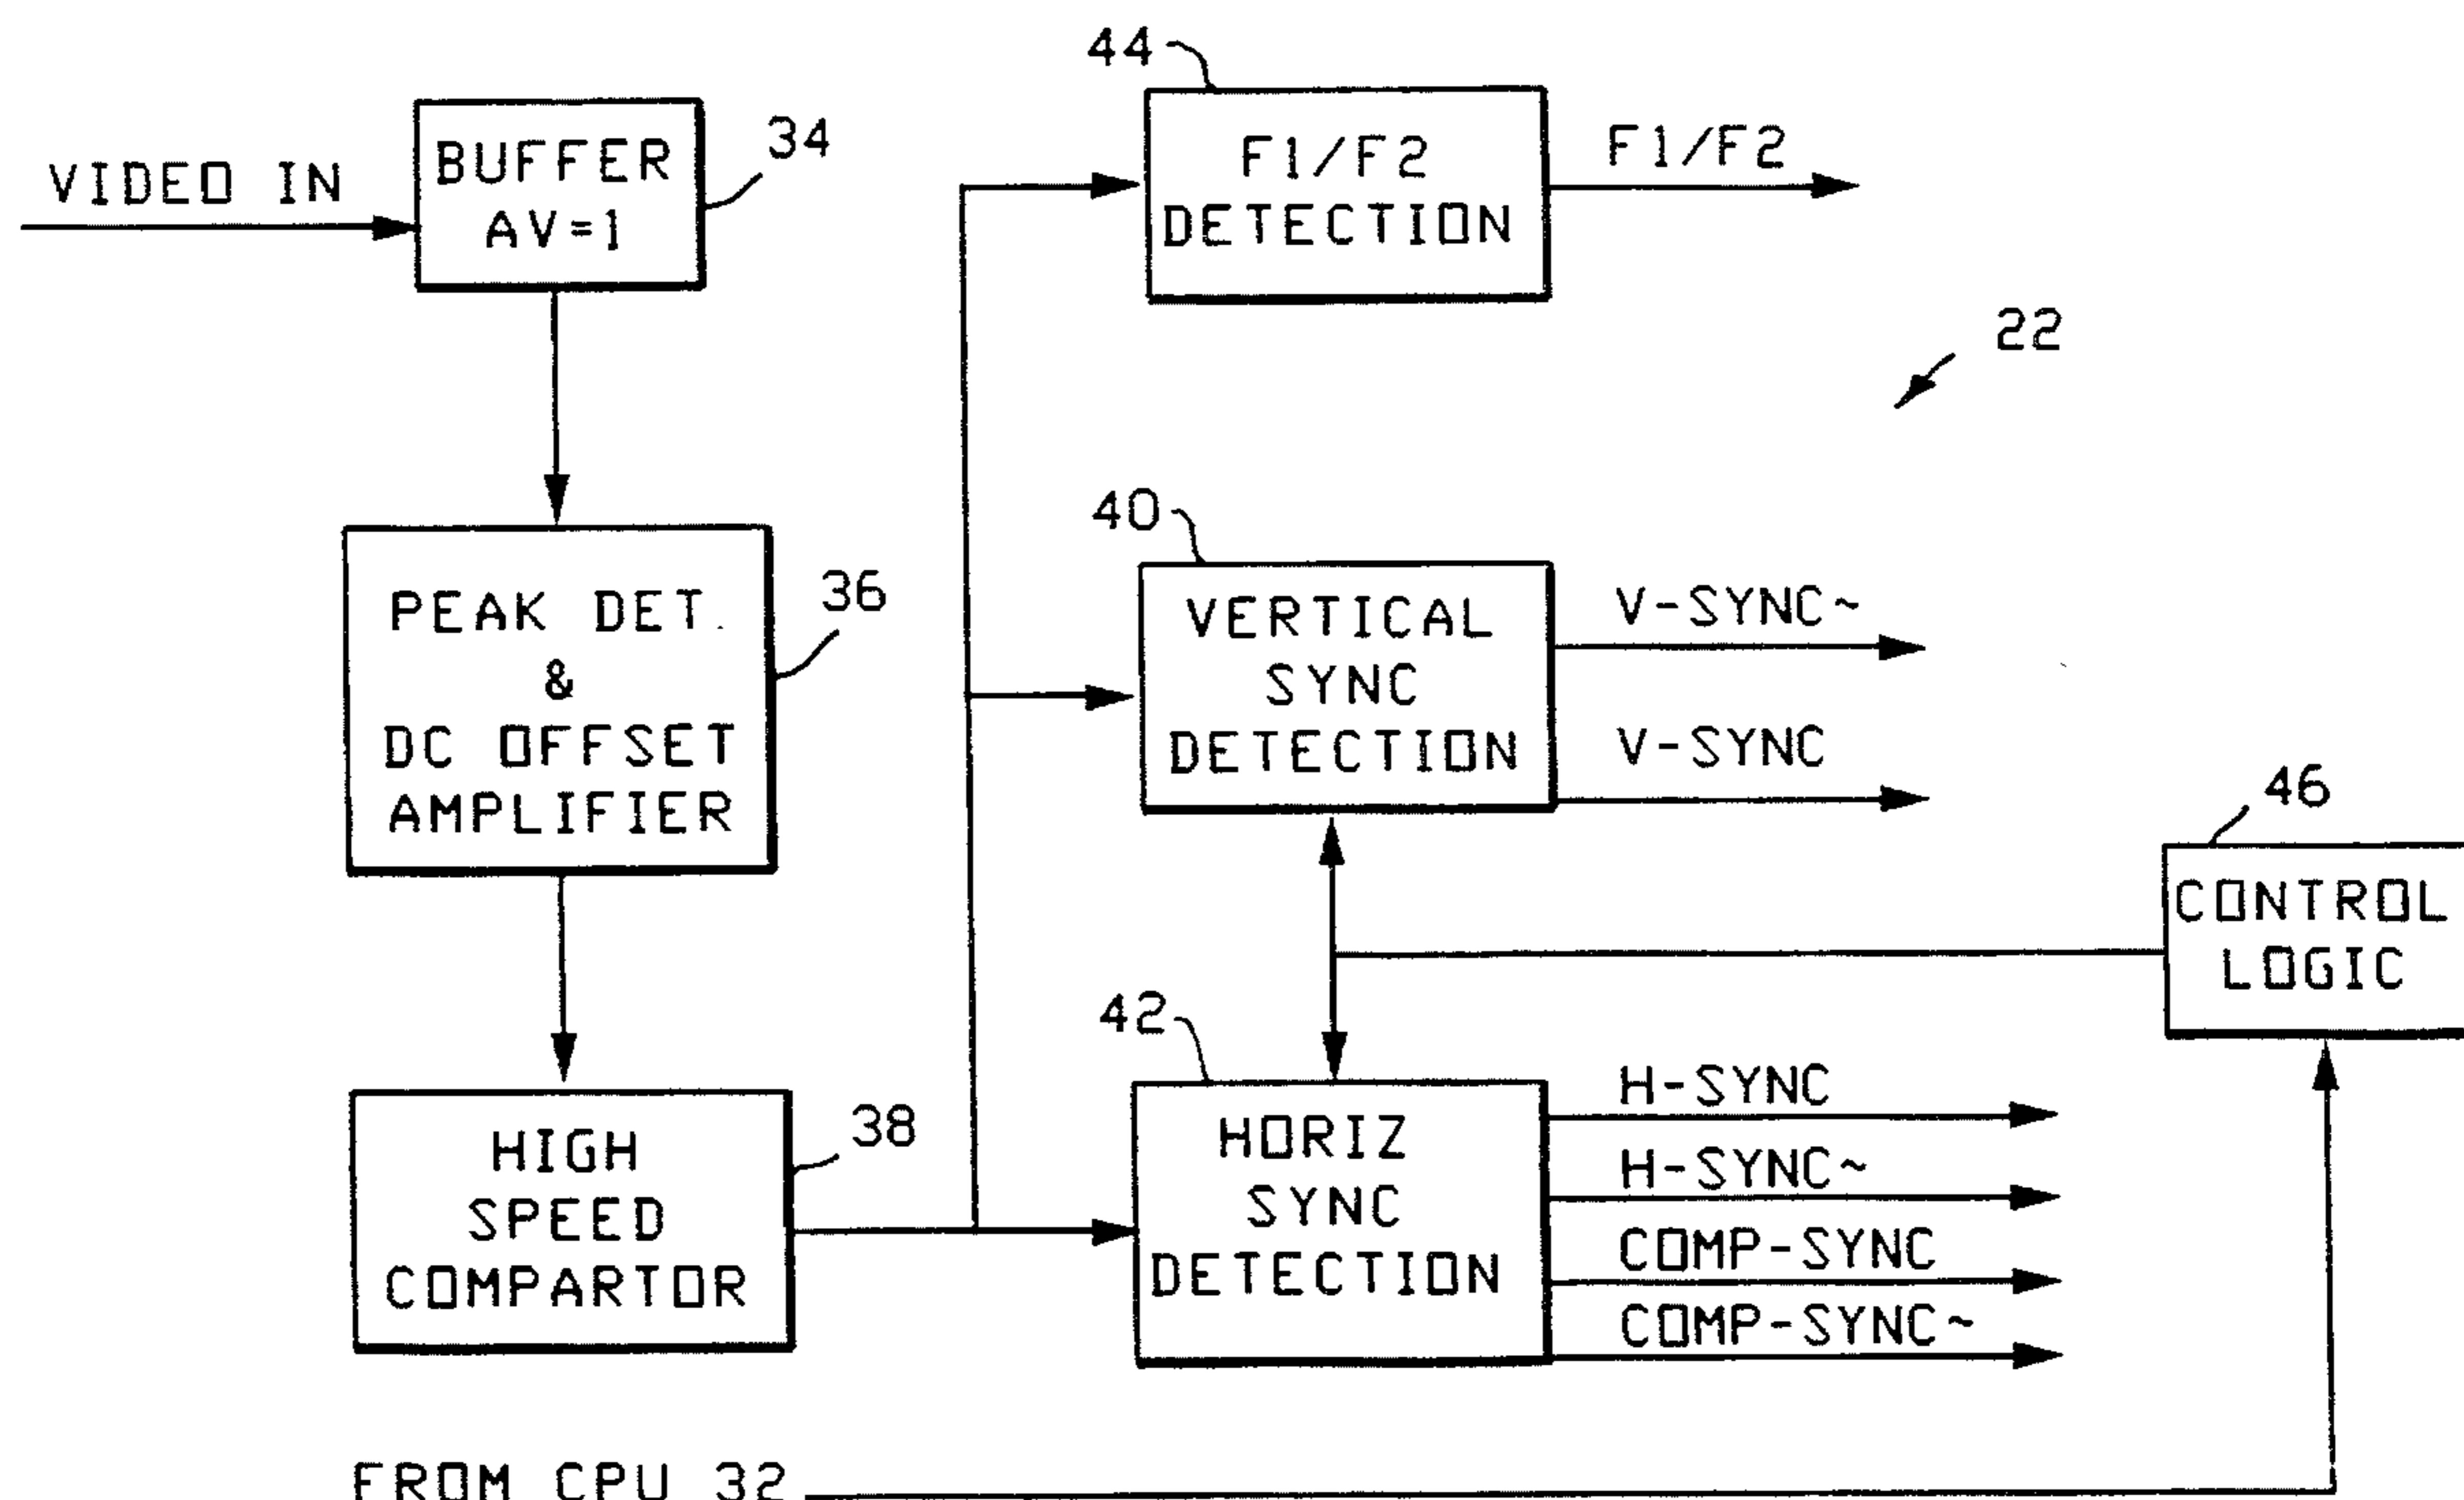 VIDEO IN
BUFFER
AV=1
34
PEAK DET.
&
DC OFFSET
AMPLIFIER
36
HIGH
SPEED
COMPARTOR
38
44
F1/F2
DETECTION
F1/F2
22
40
VERTICAL
SYNC
DETECTION
V-SYNC~
V-SYNC
46
CONTROL
LOGIC
42
HORIZ
SYNC
DETECTION
H-SYNC
H-SYNC~
COMP-SYNC
COMP-SYNC~
FROM CPU 32